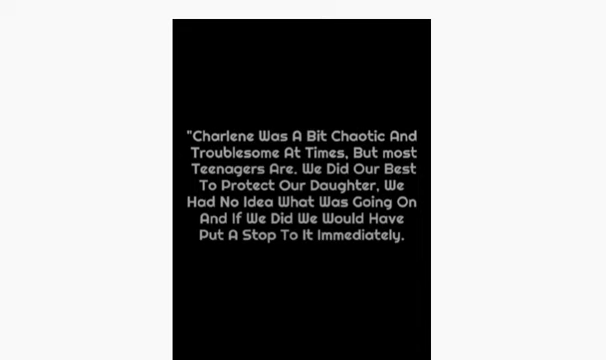 "Charlene Was A Bit Chaotic And
Troublesome At Times, But most
Teenagers Are. We Did Our Best
To Protect Our Daughter, We
Had No Idea What Was Going On
And If We Did We Would Have
Put A Stop To It Immediately.